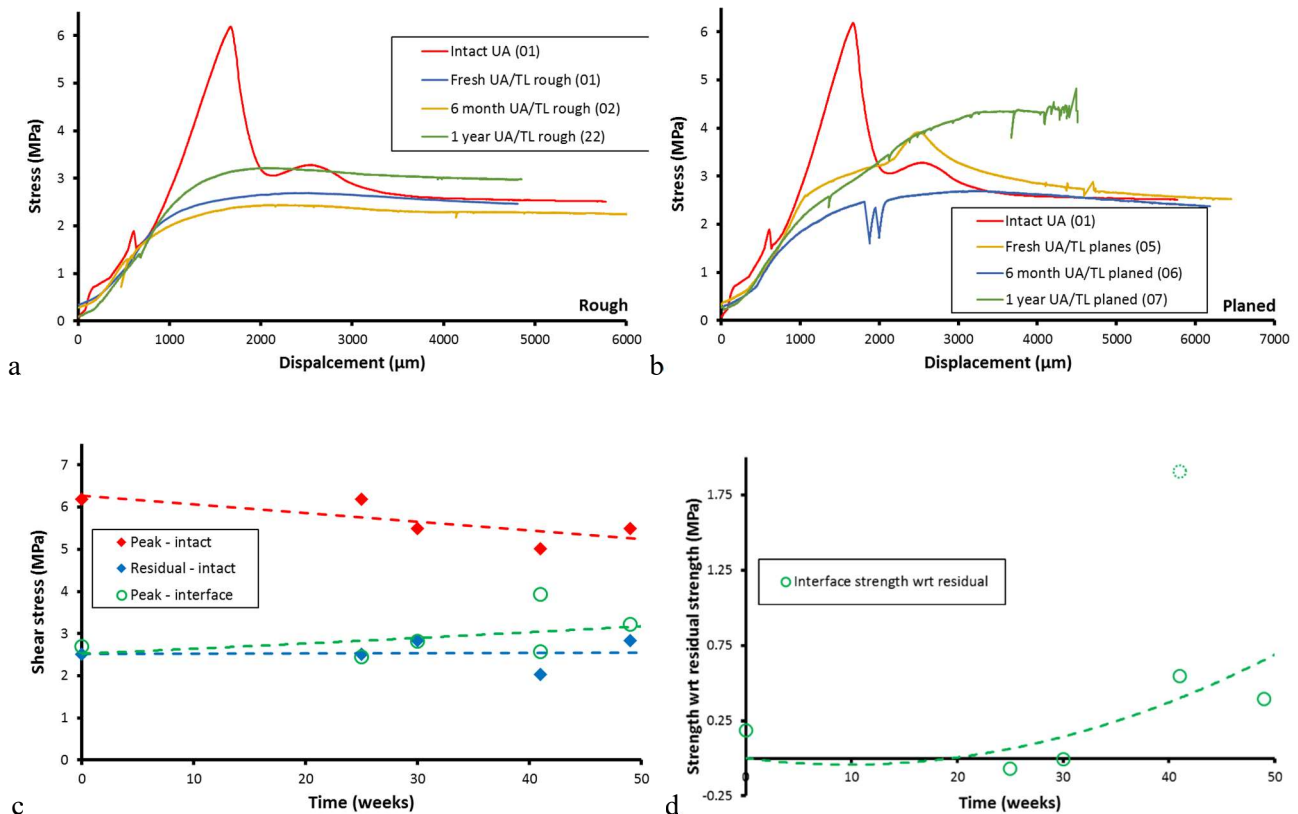 6
5
4
3
2
1
0
Stress (MPa)
Intact UA (01)
Fresh UA/TL rough (01)
6 month UA/TL rough (02)
1 year UA/TL rough (22)
Rough
0 1000 2000 3000 4000 5000 6000
Dispalcement (μm)
a
6
5
4
3
2
1
0
Stress (MPa)
Intact UA (01)
Fresh UA/TL planes (05)
6 month UA/TL planed (06)
1 year UA/TL planed (07)
Planed
0 1000 2000 3000 4000 5000 6000 7000
Displacement (μm)
b
7
6
5
4
3
2
1
0
Shear stress (MPa)
Peak - intact
Residual - intact
Peak - interface
0 10 20 30 40 50
Time (weeks)
c
1.75
1.25
0.75
0.25
-0.25
Strength wrt residual strength (MPa)
Interface strength wrt residual
0 10 20 30 40 50
Time (weeks)
d